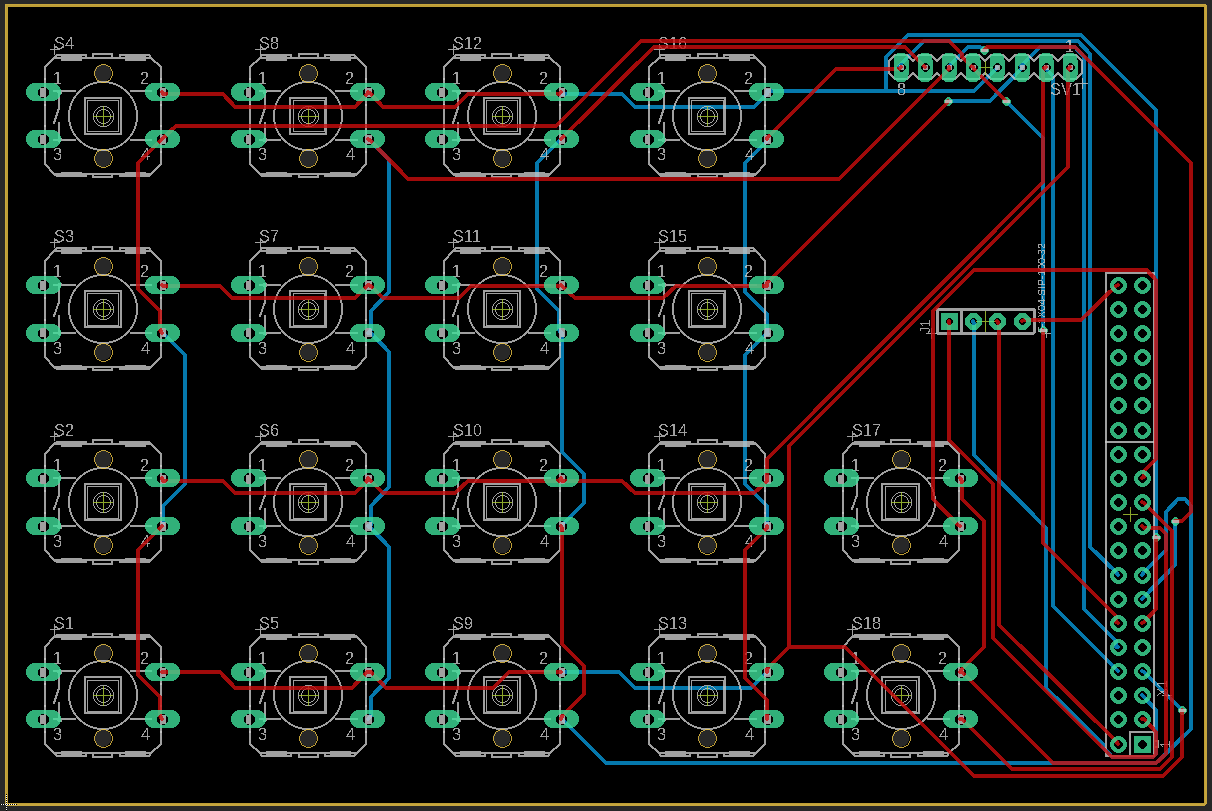 S4 S8 S12 S16 1
1 2 1 2 1 2 1 2
8 SV1
3 4 3 4 3 4 3 4
S3 S7 S11 S15
1 2 1 2 1 2 1 2
J1
3 4 3 4 3 4 3 4
S2 S6 S10 S14 S17
1 2 1 2 1 2 1 2 1 2
3 4 3 4 3 4 3 4 3 4
S1 S5 S9 S13 S18
1 2 1 2 1 2 1 2 1 2
3 4 3 4 3 4 3 4 3 4